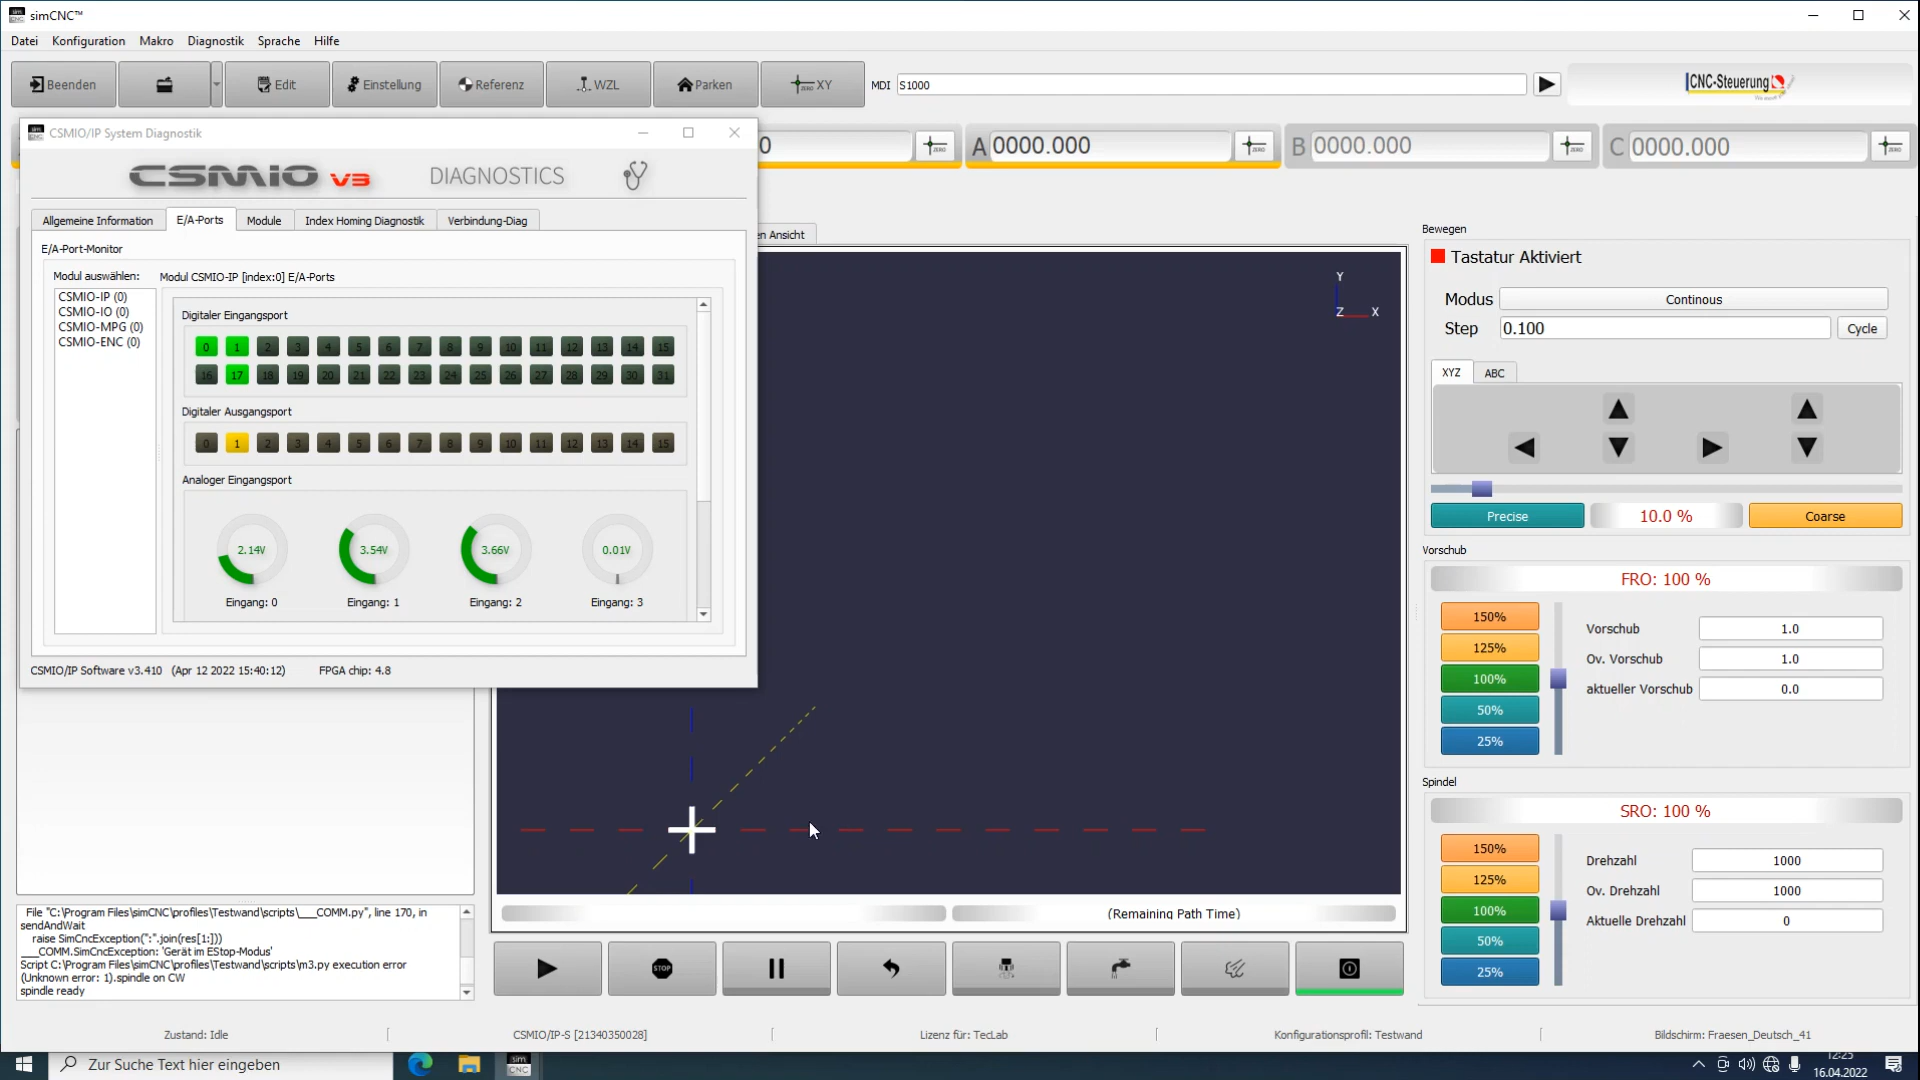 simCNC™
Datei Konfiguration Makro Diagnostik Sprache Hilfe
Beenden Edit Einstellung Referenz WZL Parken XY MDI S1000 CNC-Steuerung
CSMIO/IP System Diagnostik
0 A 0000.000 B 0000.000 C 0000.000
CSMIO V3 DIAGNOSTICS
Allgemeine Information E/A-Ports Module Index Homing Diagnostik Verbindung-Diag
en Ansicht
E/A-Port-Monitor
Modul auswählen: Modul CSMIO-IP [index:0] E/A-Ports
CSMIO-IP (0)
CSMIO-IO (0)
CSMIO-MPG (0)
CSMIO-ENC (0)
Digitaler Eingangsport
0 1 2 3 4 5 6 7 8 9 10 11 12 13 14 15
16 17 18 19 20 21 22 23 24 25 26 27 28 29 30 31
Digitaler Ausgangsport
0 1 2 3 4 5 6 7 8 9 10 11 12 13 14 15
Analoger Eingangsport
2.14V 3.54V 3.66V 0.01V
Eingang: 0 Eingang: 1 Eingang: 2 Eingang: 3
CSMIO/IP Software v3.410 (Apr 12 2022 15:40:12) FPGA chip: 4.8
Y
Z X
Bewegen
Tastatur Aktiviert
Modus Continous
Step 0.100 Cycle
XYZ ABC
Precise 10.0 % Coarse
Vorschub
FRO: 100 %
150%
125%
100%
50%
25%
Vorschub 1.0
Ov. Vorschub 1.0
aktueller Vorschub 0.0
Spindel
SRO: 100 %
150%
125%
100%
50%
25%
Drehzahl 1000
Ov. Drehzahl 1000
Aktuelle Drehzahl 0
(Remaining Path Time)
File "C:\Program Files\simCNC\profiles\Testwand\scripts\___COMM.py", line 170, in
sendAndWait
raise SimCncException(":".join(res[1:]))
___COMM.SimCncException: 'Gerät im EStop-Modus'
Script C:\Program Files\simCNC\profiles\Testwand\scripts\m3.py execution error
(Unknown error: 1).spindle on CW
spindle ready
STOP
Zustand: Idle CSMIO/IP-S [21340350028] Lizenz für: TecLab Konfigurationsprofil: Testwand Bildschirm: Fraesen_Deutsch_41
Zur Suche Text hier eingeben
12:25
16.04.2022